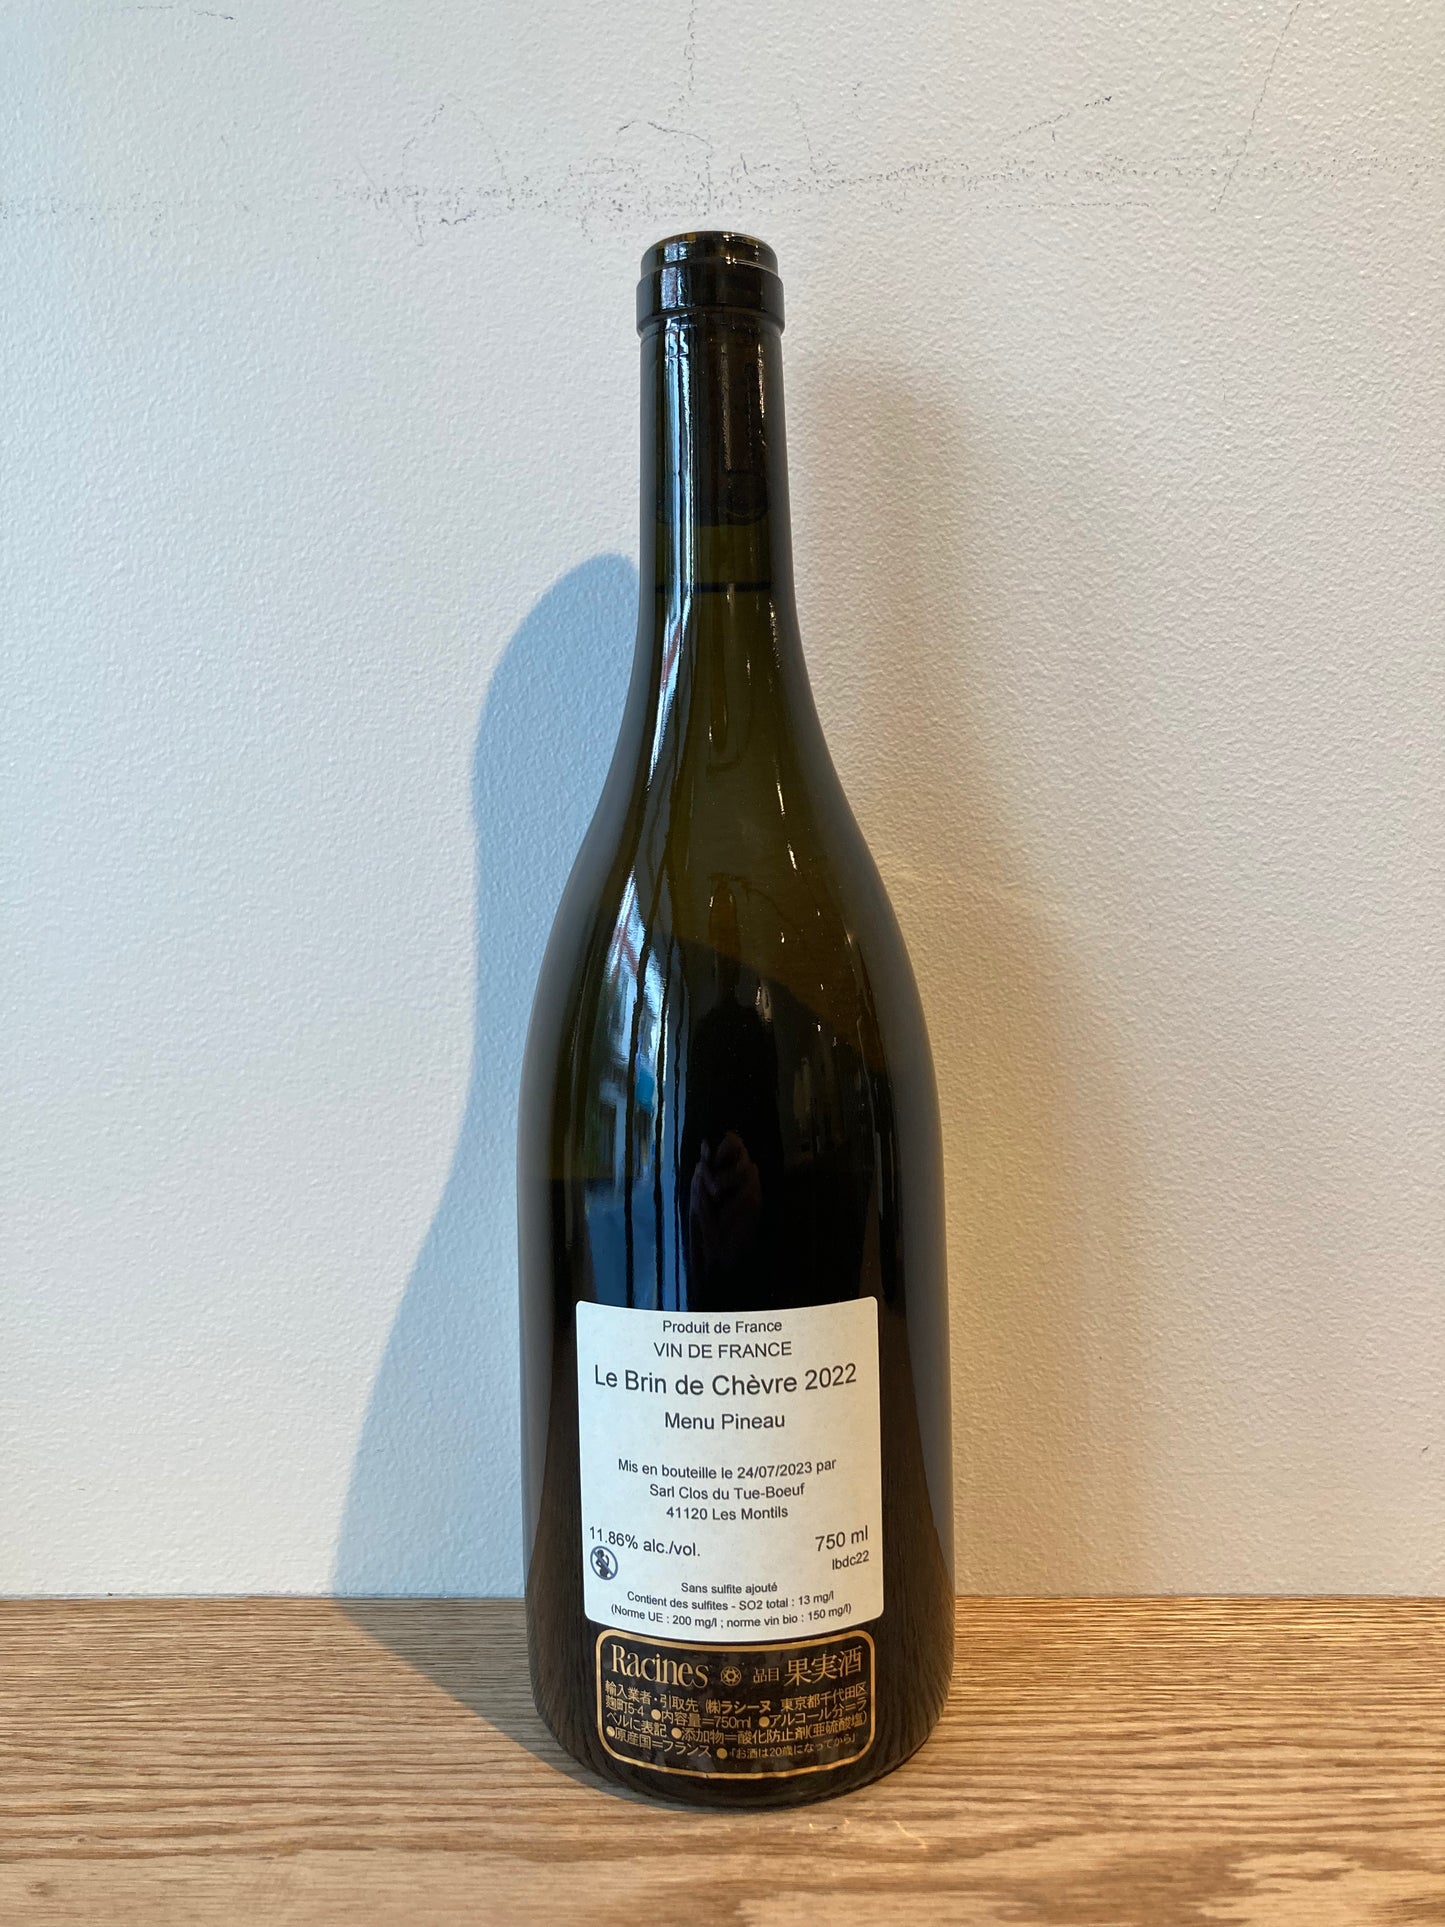 Produit de France
VIN DE FRANCE
Le Brin de Chèvre 2022
Menu Pineau
Mis en bouteille le 24/07/2023 par
Sarl Clos du Tue-Boeuf
41120 Les Montils
11.86% alc./vol. 750 ml
lbdc22
Sans sulfite ajouté
Contient des sulfites - SO2 total : 13 mg/l
(Norme UE : 200 mg/l ; norme vin bio : 150 mg/l)
Racines 品目 果実酒
輸入業者・引取先 ㈱ラシーヌ 東京都千代田区
麹町5-4 ●内容量=750ml ●アルコール分=ラ
ベルに表記 ●添加物=酸化防止剤(亜硫酸塩)
●原産国=フランス ●「お酒は20歳になってから」